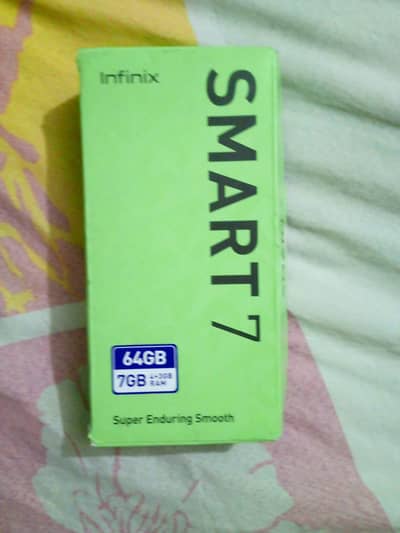 Infinix
SMART 7
64GB
7GB 4+3GB
RAM
Super Enduring Smooth